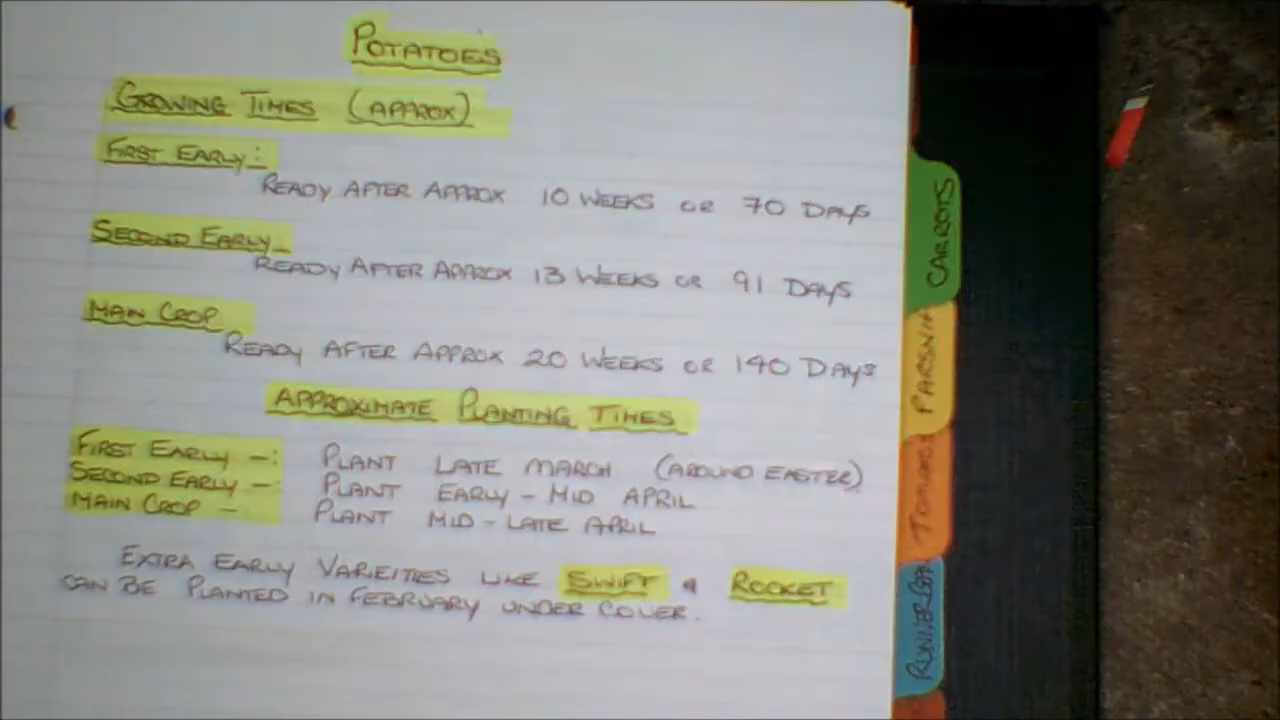 POTATOES
GROWING TIMES (APPROX)
FIRST EARLY:
READY AFTER APPROX 10 WEEKS OR 70 DAYS
SECOND EARLY
READY AFTER APPROX 13 WEEKS OR 91 DAYS
MAIN CROP
READY AFTER APPROX 20 WEEKS OR 140 DAYS
APPROXIMATE PLANTING TIMES
FIRST EARLY -: PLANT LATE MARCH (AROUND EASTER)
SECOND EARLY -: PLANT EARLY - MID APRIL
MAIN CROP - PLANT MID - LATE APRIL
EXTRA EARLY VARIEITIES LIKE SWIFT & ROCKET
CAN BE PLANTED IN FEBRUARY UNDER COVER.
CARROTS
PARSNIP
RUNNER BEA